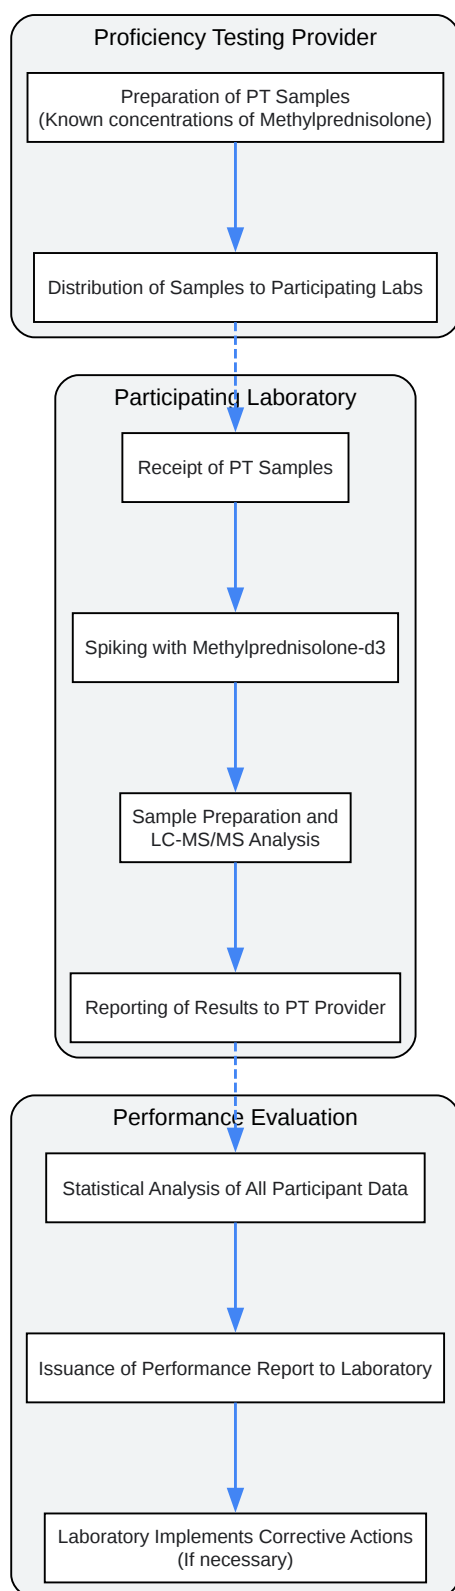 Proficiency Testing Provider
Preparation of PT Samples
(Known concentrations of Methylprednisolone)
Distribution of Samples to Participating Labs
Participating Laboratory
Receipt of PT Samples
Spiking with Methylprednisolone-d3
Sample Preparation and
LC-MS/MS Analysis
Reporting of Results to PT Provider
Performance Evaluation
Statistical Analysis of All Participant Data
Issuance of Performance Report to Laboratory
Laboratory Implements Corrective Actions
(If necessary)